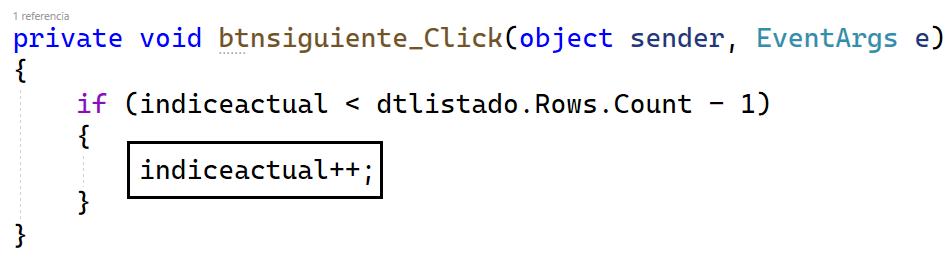 1 referencia
private void btnsiguiente_Click(object sender, EventArgs e)
{
if (indiceactual < dtlistado.Rows.Count - 1)
{
indiceactual++;
}
}